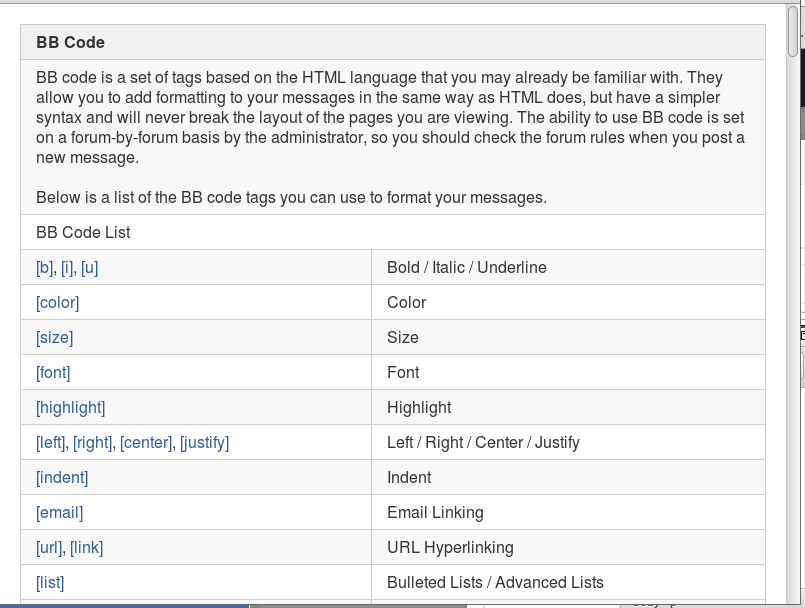 BB Code
BB code is a set of tags based on the HTML language that you may already be familiar with. They
allow you to add formatting to your messages in the same way as HTML does, but have a simpler
syntax and will never break the layout of the pages you are viewing. The ability to use BB code is set
on a forum-by-forum basis by the administrator, so you should check the forum rules when you post a
new message.
Below is a list of the BB code tags you can use to format your messages.
BB Code List
[b], [i], [u] Bold / Italic / Underline
[color] Color
[size] Size
[font] Font
[highlight] Highlight
[left], [right], [center], [justify] Left / Right / Center / Justify
[indent] Indent
[email] Email Linking
[url], [link] URL Hyperlinking
[list] Bulleted Lists / Advanced Lists